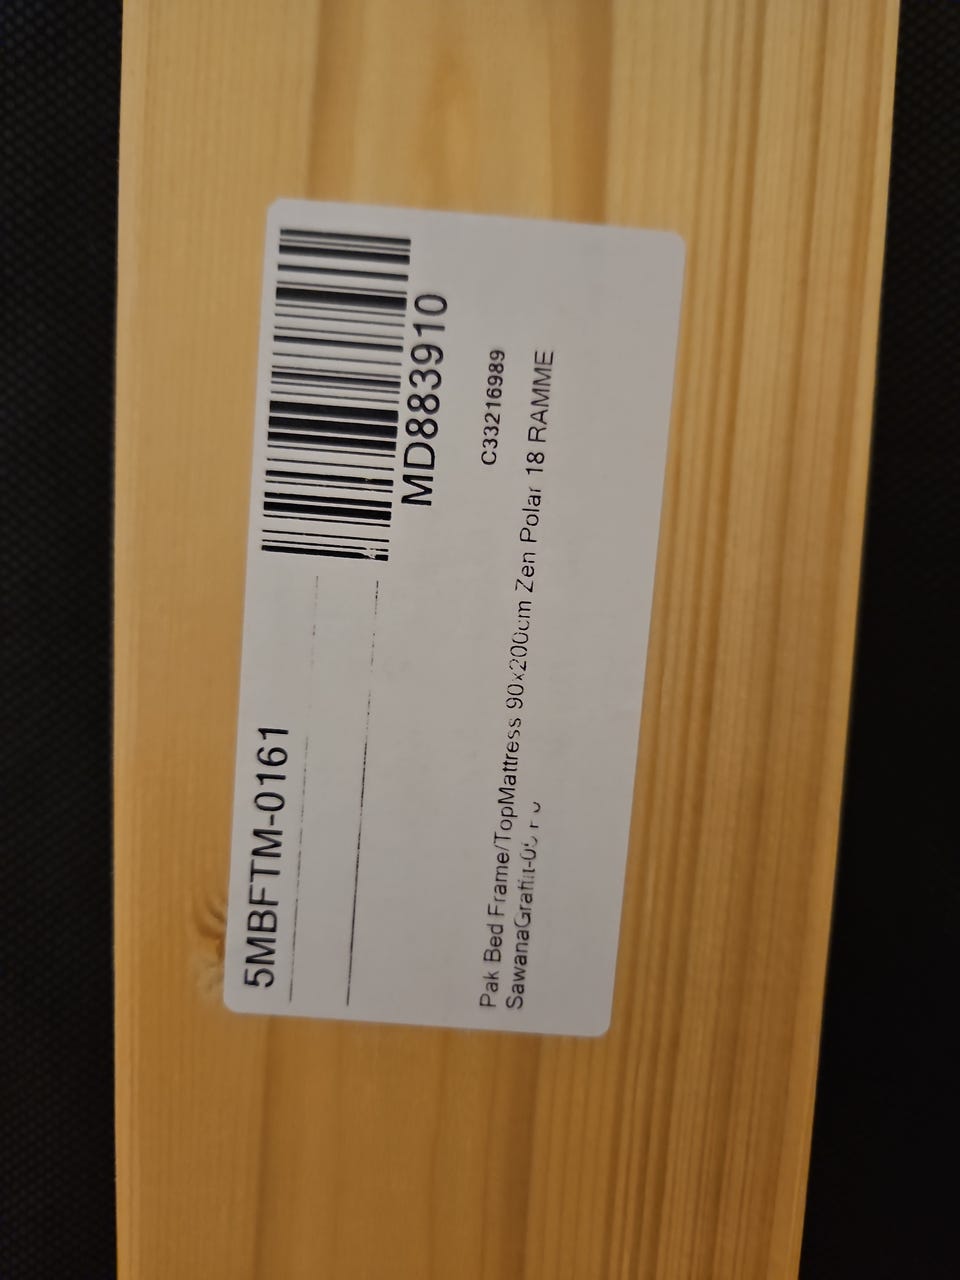 5MBFTM-0161
MD883910
C33216989
Pak Bed Frame/TopMattress 90x200cm Zen Polar 18 RAMME